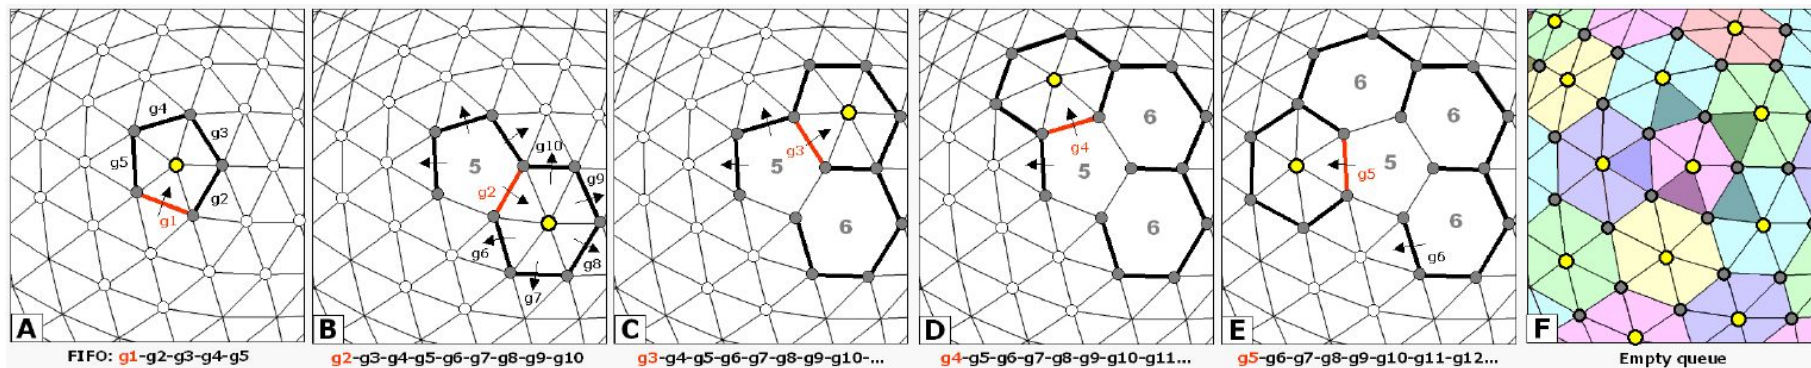 g4
g5
g3
g1
g2
A
FIFO: g1-g2-g3-g4-g5
g10
5
g2
g9
g6
g8
g7
B
g2-g3-g4-g5-g6-g7-g8-g9-g10
g3
5
6
C
g3-g4-g5-g6-g7-g8-g9-g10-...
6
g4
5
6
D
g4-g5-g6-g7-g8-g9-g10-g11...
6
6
5
g5
6
g6
E
g5-g6-g7-g8-g9-g10-g11-g12...
F
Empty queue